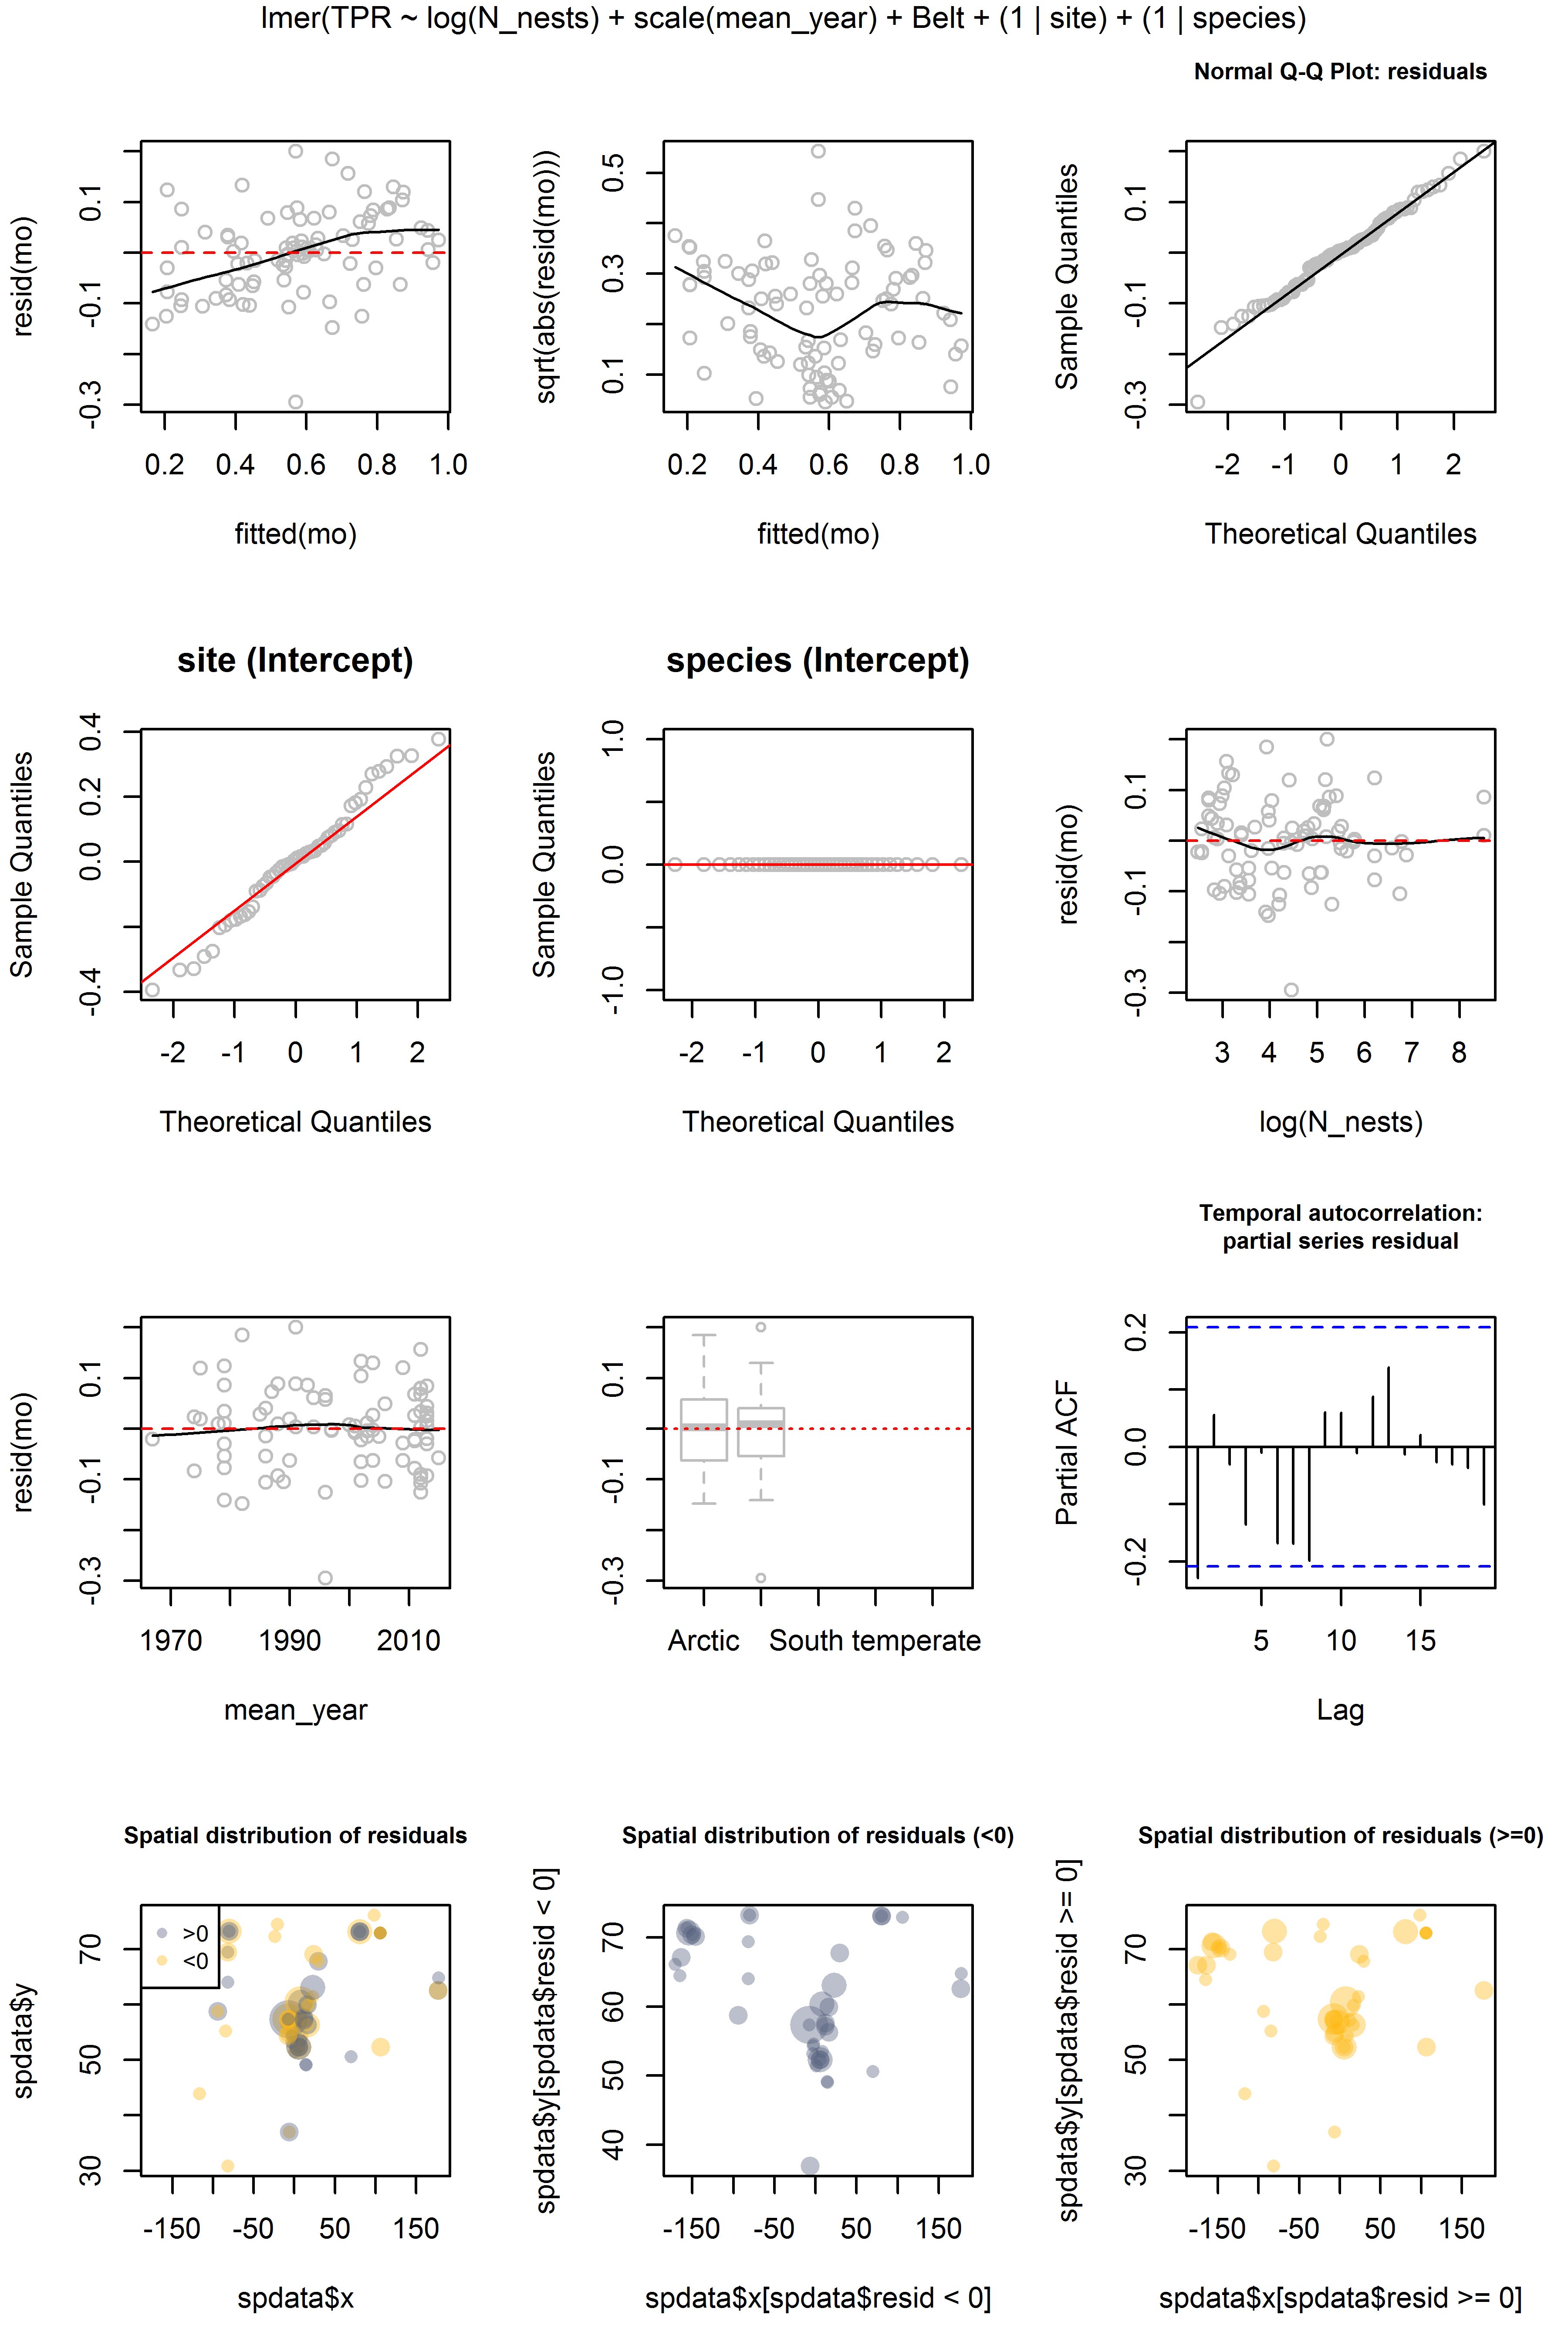 lmer(TPR ~ log(N_nests) + scale(mean_year) + Belt + (1 | site) + (1 | species)
Normal Q-Q Plot: residuals
resid(mo)
-0.3 -0.1 0.1
0.2 0.4 0.6 0.8 1.0
fitted(mo)
sqrt(abs(resid(mo)))
0.1 0.3 0.5
0.2 0.4 0.6 0.8 1.0
fitted(mo)
Sample Quantiles
-0.3 -0.1 0.1
-2 -1 0 1 2
Theoretical Quantiles
site (Intercept)
Sample Quantiles
-0.4 0.0 0.2 0.4
-2 -1 0 1 2
Theoretical Quantiles
species (Intercept)
Sample Quantiles
-1.0 0.0 1.0
-2 -1 0 1 2
Theoretical Quantiles
resid(mo)
-0.3 -0.1 0.1
3 4 5 6 7 8
log(N_nests)
resid(mo)
-0.3 -0.1 0.1
1970 1990 2010
mean_year
-0.3 -0.1 0.1
Arctic South temperate
Temporal autocorrelation:
partial series residual
Partial ACF
-0.2 0.0 0.2
5 10 15
Lag
Spatial distribution of residuals
spdata$y
30 50 70
>0
<0
-150 -50 50 150
spdata$x
Spatial distribution of residuals (<0)
spdata$y[spdata$resid < 0]
40 50 60 70
-150 -50 50 150
spdata$x[spdata$resid < 0]
Spatial distribution of residuals (>=0)
spdata$y[spdata$resid >= 0]
30 50 70
-150 -50 50 150
spdata$x[spdata$resid >= 0]